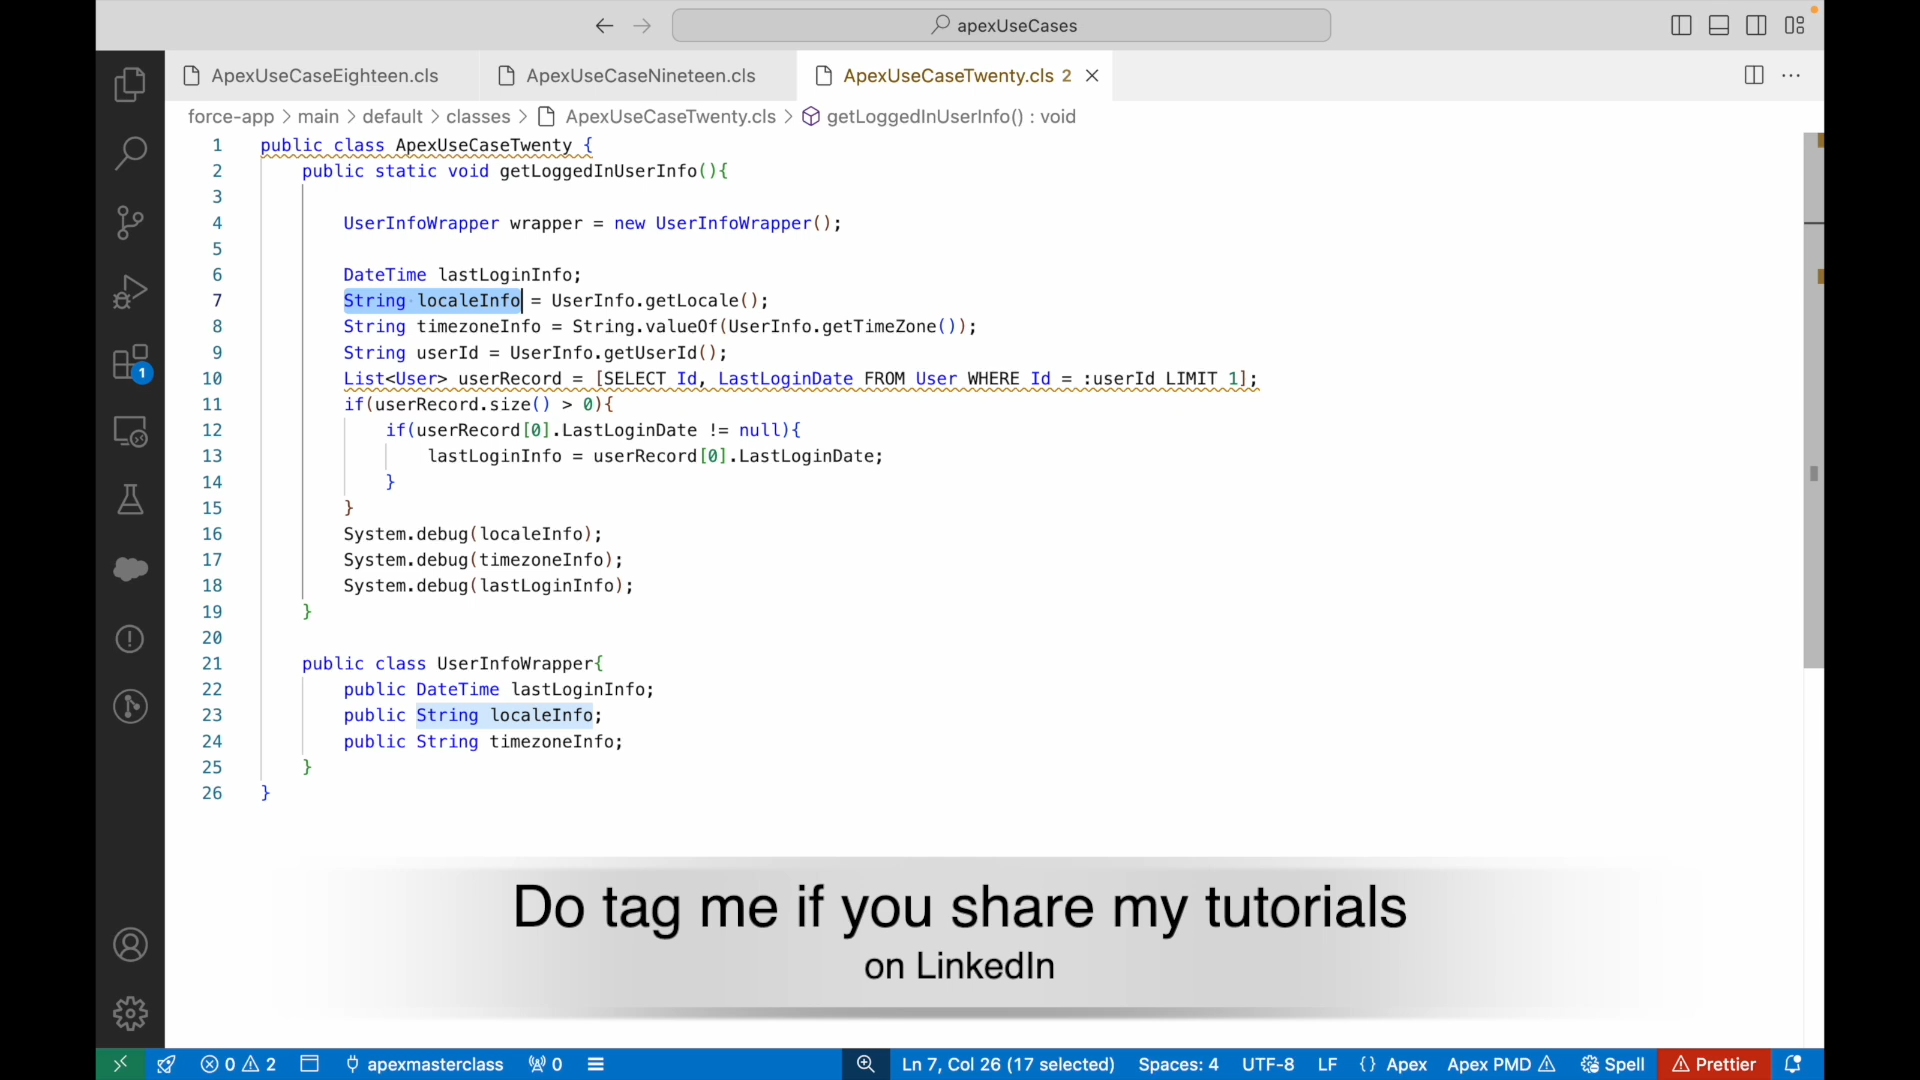 apexUseCases
ApexUseCaseEighteen.cls
ApexUseCaseNineteen.cls
ApexUseCaseTwenty.cls 2
force-app > main > default > classes > ApexUseCaseTwenty.cls > getLoggedInUserInfo() : void
1 public class ApexUseCaseTwenty {
2 public static void getLoggedInUserInfo(){
3
4 UserInfoWrapper wrapper = new UserInfoWrapper();
5
6 DateTime lastLoginInfo;
7 String localeInfo = UserInfo.getLocale();
8 String timezoneInfo = String.valueOf(UserInfo.getTimeZone());
9 String userId = UserInfo.getUserId();
10 List<User> userRecord = [SELECT Id, LastLoginDate FROM User WHERE Id = :userId LIMIT 1];
11 if(userRecord.size() > 0){
12 if(userRecord[0].LastLoginDate != null){
13 lastLoginInfo = userRecord[0].LastLoginDate;
14 }
15 }
16 System.debug(localeInfo);
17 System.debug(timezoneInfo);
18 System.debug(lastLoginInfo);
19 }
20
21 public class UserInfoWrapper{
22 public DateTime lastLoginInfo;
23 public String localeInfo;
24 public String timezoneInfo;
25 }
26 }
1
Do tag me if you share my tutorials
on LinkedIn
0 2 apexmasterclass 0 Ln 7, Col 26 (17 selected) Spaces: 4 UTF-8 LF {} Apex Apex PMD Spell Prettier